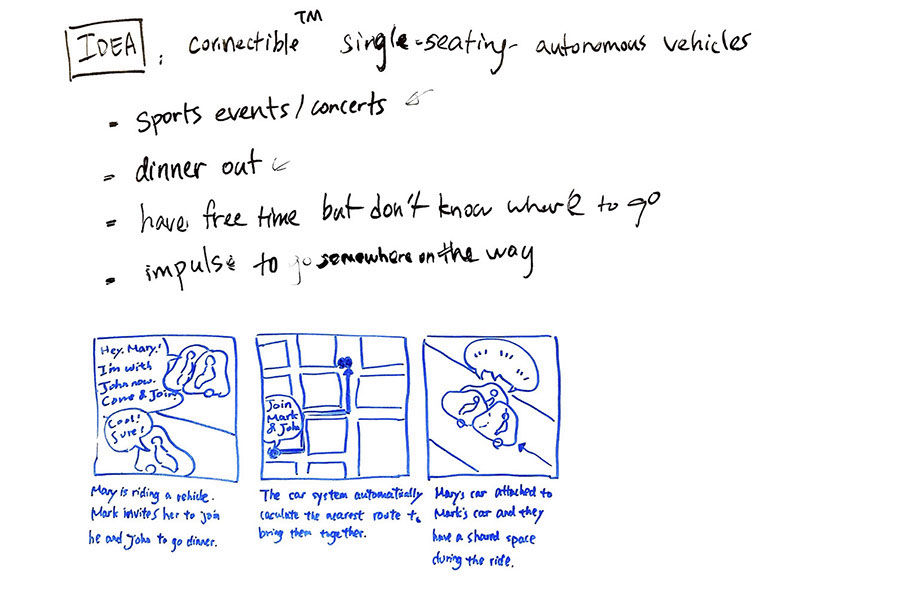 IDEA : connectible™ single-seating autonomous vehicles
- sports events/concerts
- dinner out
- have free time but don't know where to go
- impulse to go somewhere on the way
Hey. Mary!
I'm with
John now.
Come & Join!
Cool!
Sure!
Join
Mark
& John
Mary is riding a vehicle.
Mark invites her to join
he and John to go dinner.
The car system automatically
caculate the nearest route to
bring them together.
Mary's car attached to
Mark's car and they
have a shared space
during the ride.